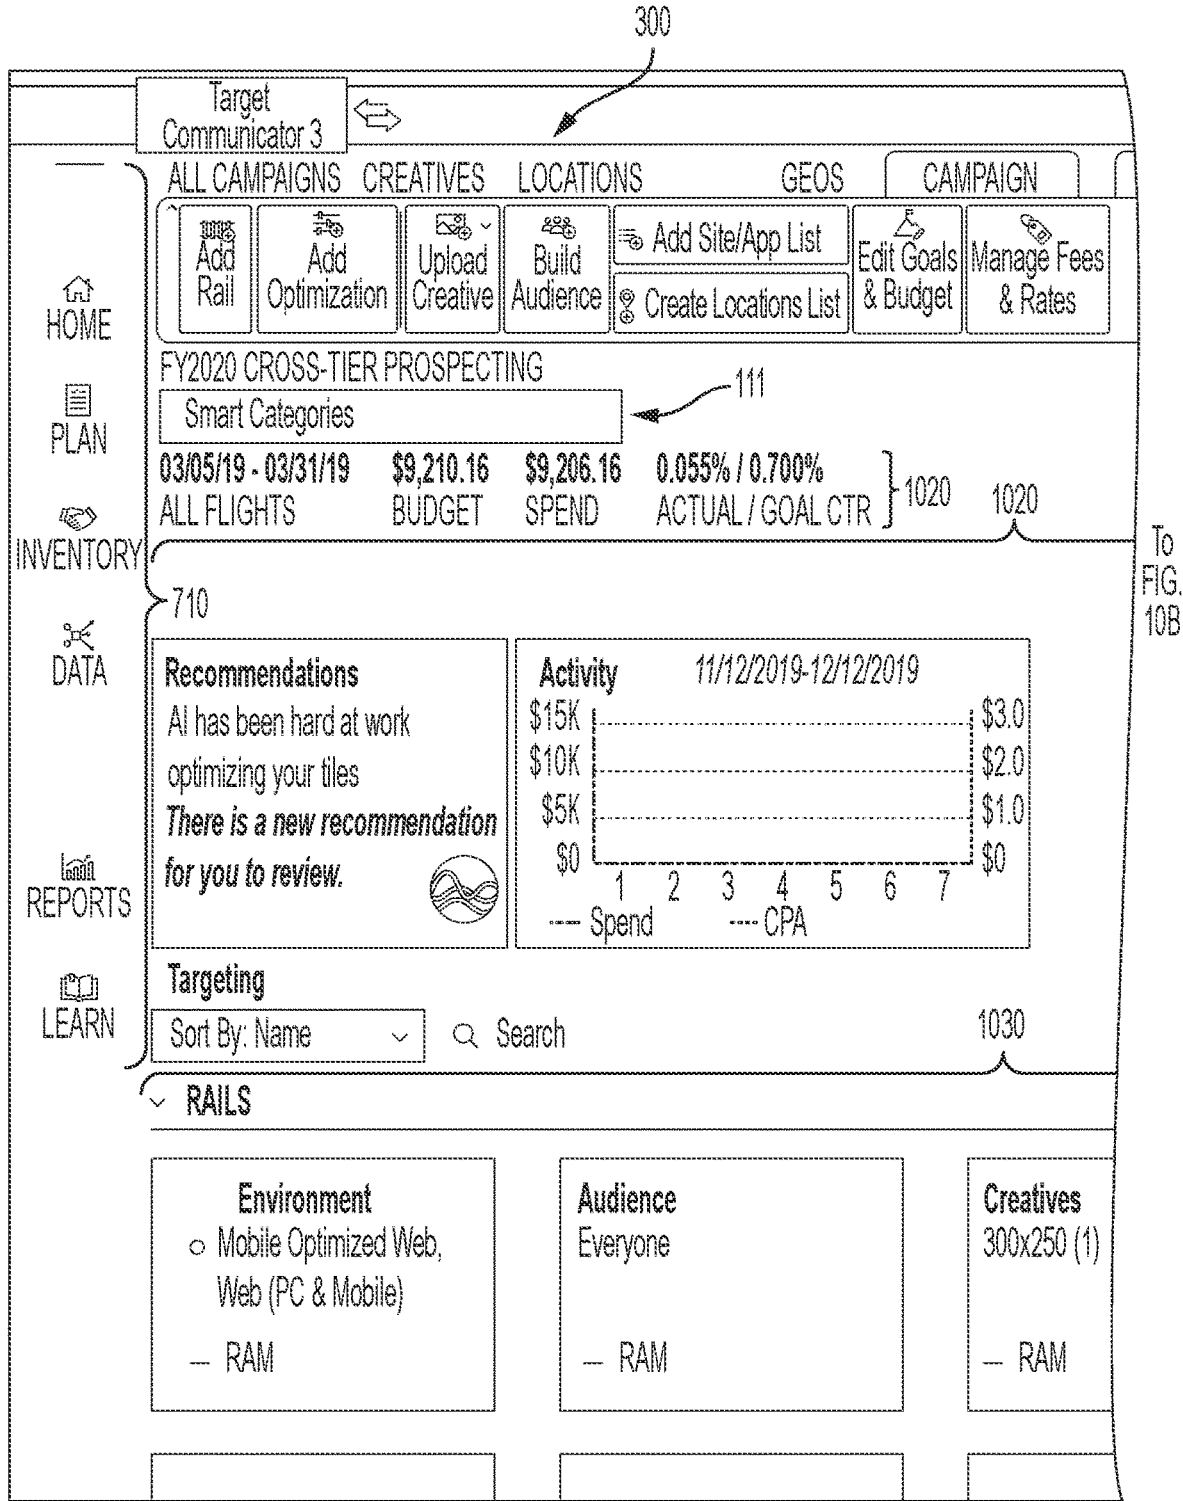 300
Target
Communicator 3
ALL CAMPAIGNS CREATIVES LOCATIONS GEOS CAMPAIGN
Add
Rail
Add
Optimization
Upload
Creative
Build
Audience
Add Site/App List
Create Locations List
Edit Goals
& Budget
Manage Fees
& Rates
HOME
PLAN
INVENTORY
DATA
REPORTS
LEARN
710
FY2020 CROSS-TIER PROSPECTING
Smart Categories
111
03/05/19 - 03/31/19 $9,210.16 $9,206.16 0.055% / 0.700%
ALL FLIGHTS BUDGET SPEND ACTUAL / GOAL CTR
1020
1020
To
FIG.
10B
Recommendations
AI has been hard at work
optimizing your tiles
There is a new recommendation
for you to review.
Activity 11/12/2019-12/12/2019
$15K $3.0
$10K $2.0
$5K $1.0
$0 $0
1 2 3 4 5 6 7
Spend CPA
Targeting
Sort By: Name Search
1030
RAILS
Environment
Mobile Optimized Web,
Web (PC & Mobile)
RAM
Audience
Everyone
RAM
Creatives
300x250 (1)
RAM